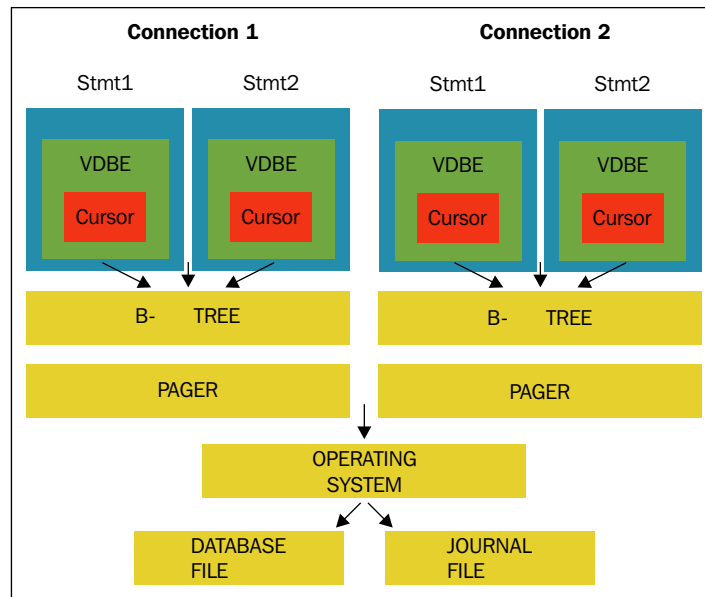 Connection 1 Connection 2
Stmt1 Stmt2 Stmt1 Stmt2
VDBE VDBE VDBE VDBE
Cursor Cursor Cursor Cursor
B- TREE B- TREE
PAGER PAGER
OPERATING
SYSTEM
DATABASE JOURNAL
FILE FILE